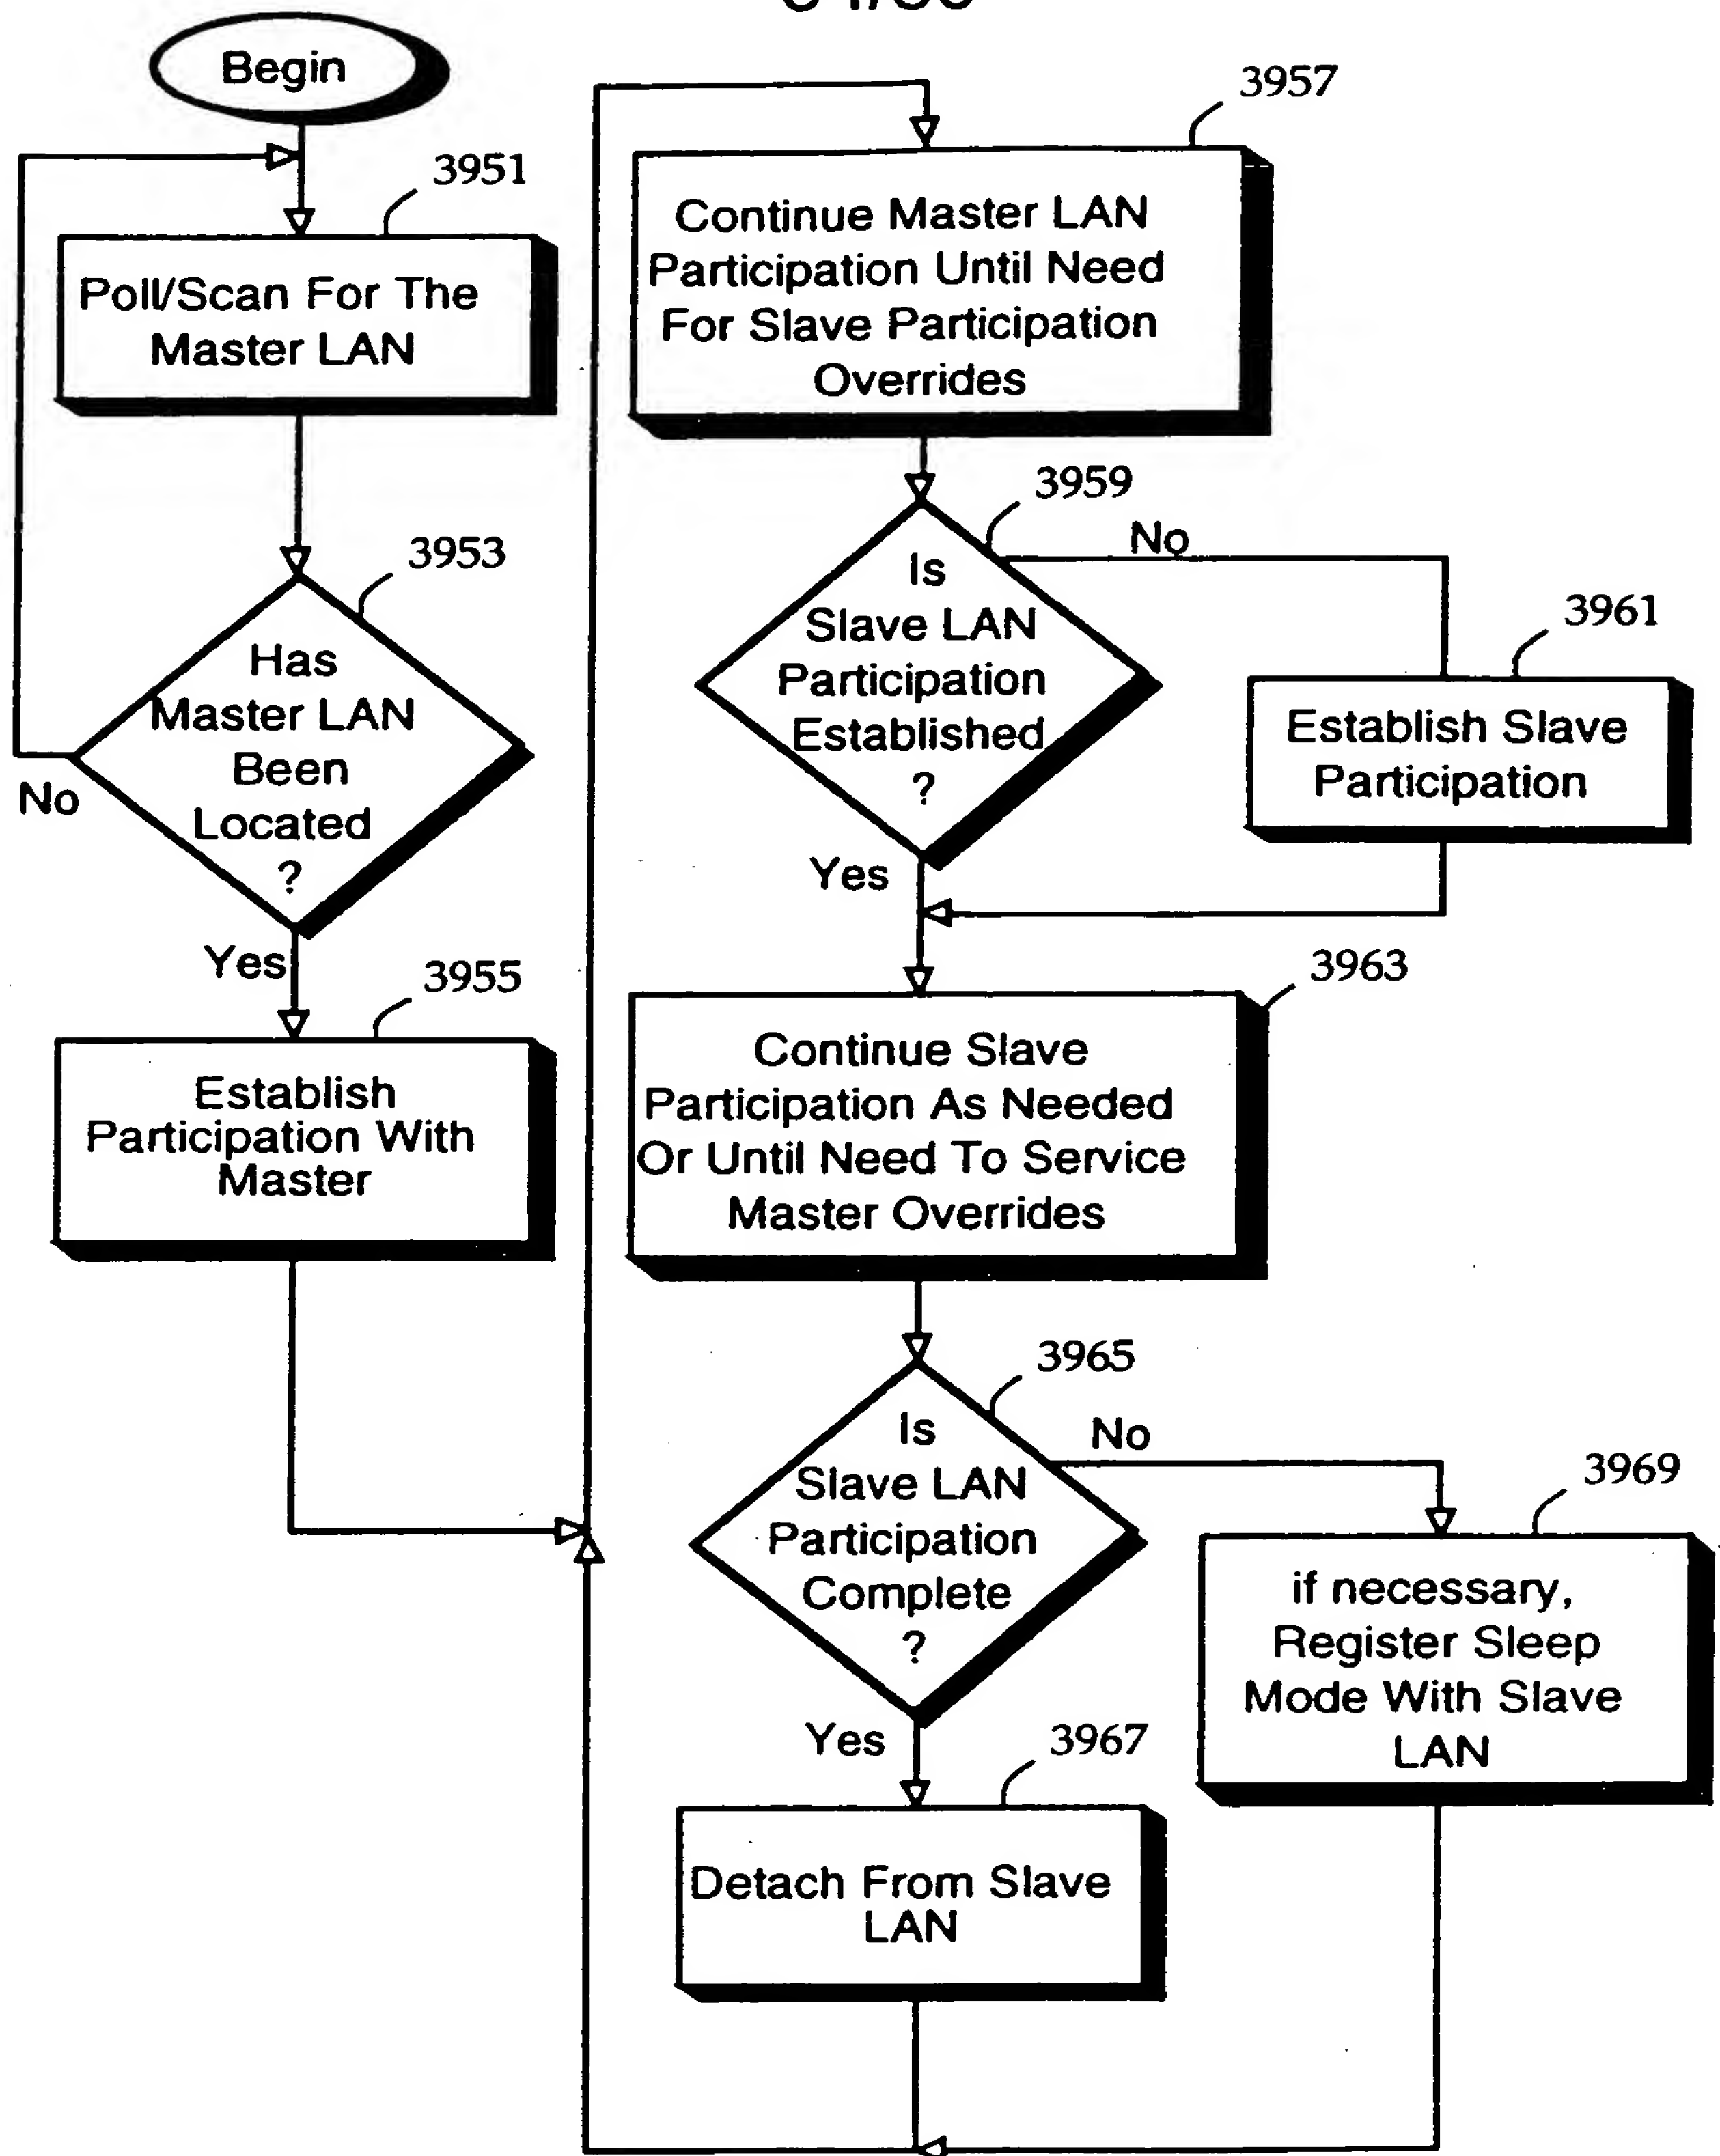 Begin
3951
Poll/Scan For The
Master LAN
3953
Has
Master LAN
Been
Located
?
No
Yes
3955
Establish
Participation With
Master
3957
Continue Master LAN
Participation Until Need
For Slave Participation
Overrides
3959
Is
Slave LAN
Participation
Established
?
No
3961
Establish Slave
Participation
Yes
3963
Continue Slave
Participation As Needed
Or Until Need To Service
Master Overrides
3965
Is
Slave LAN
Participation
Complete
?
No
3969
if necessary,
Register Sleep
Mode With Slave
LAN
Yes
3967
Detach From Slave
LAN